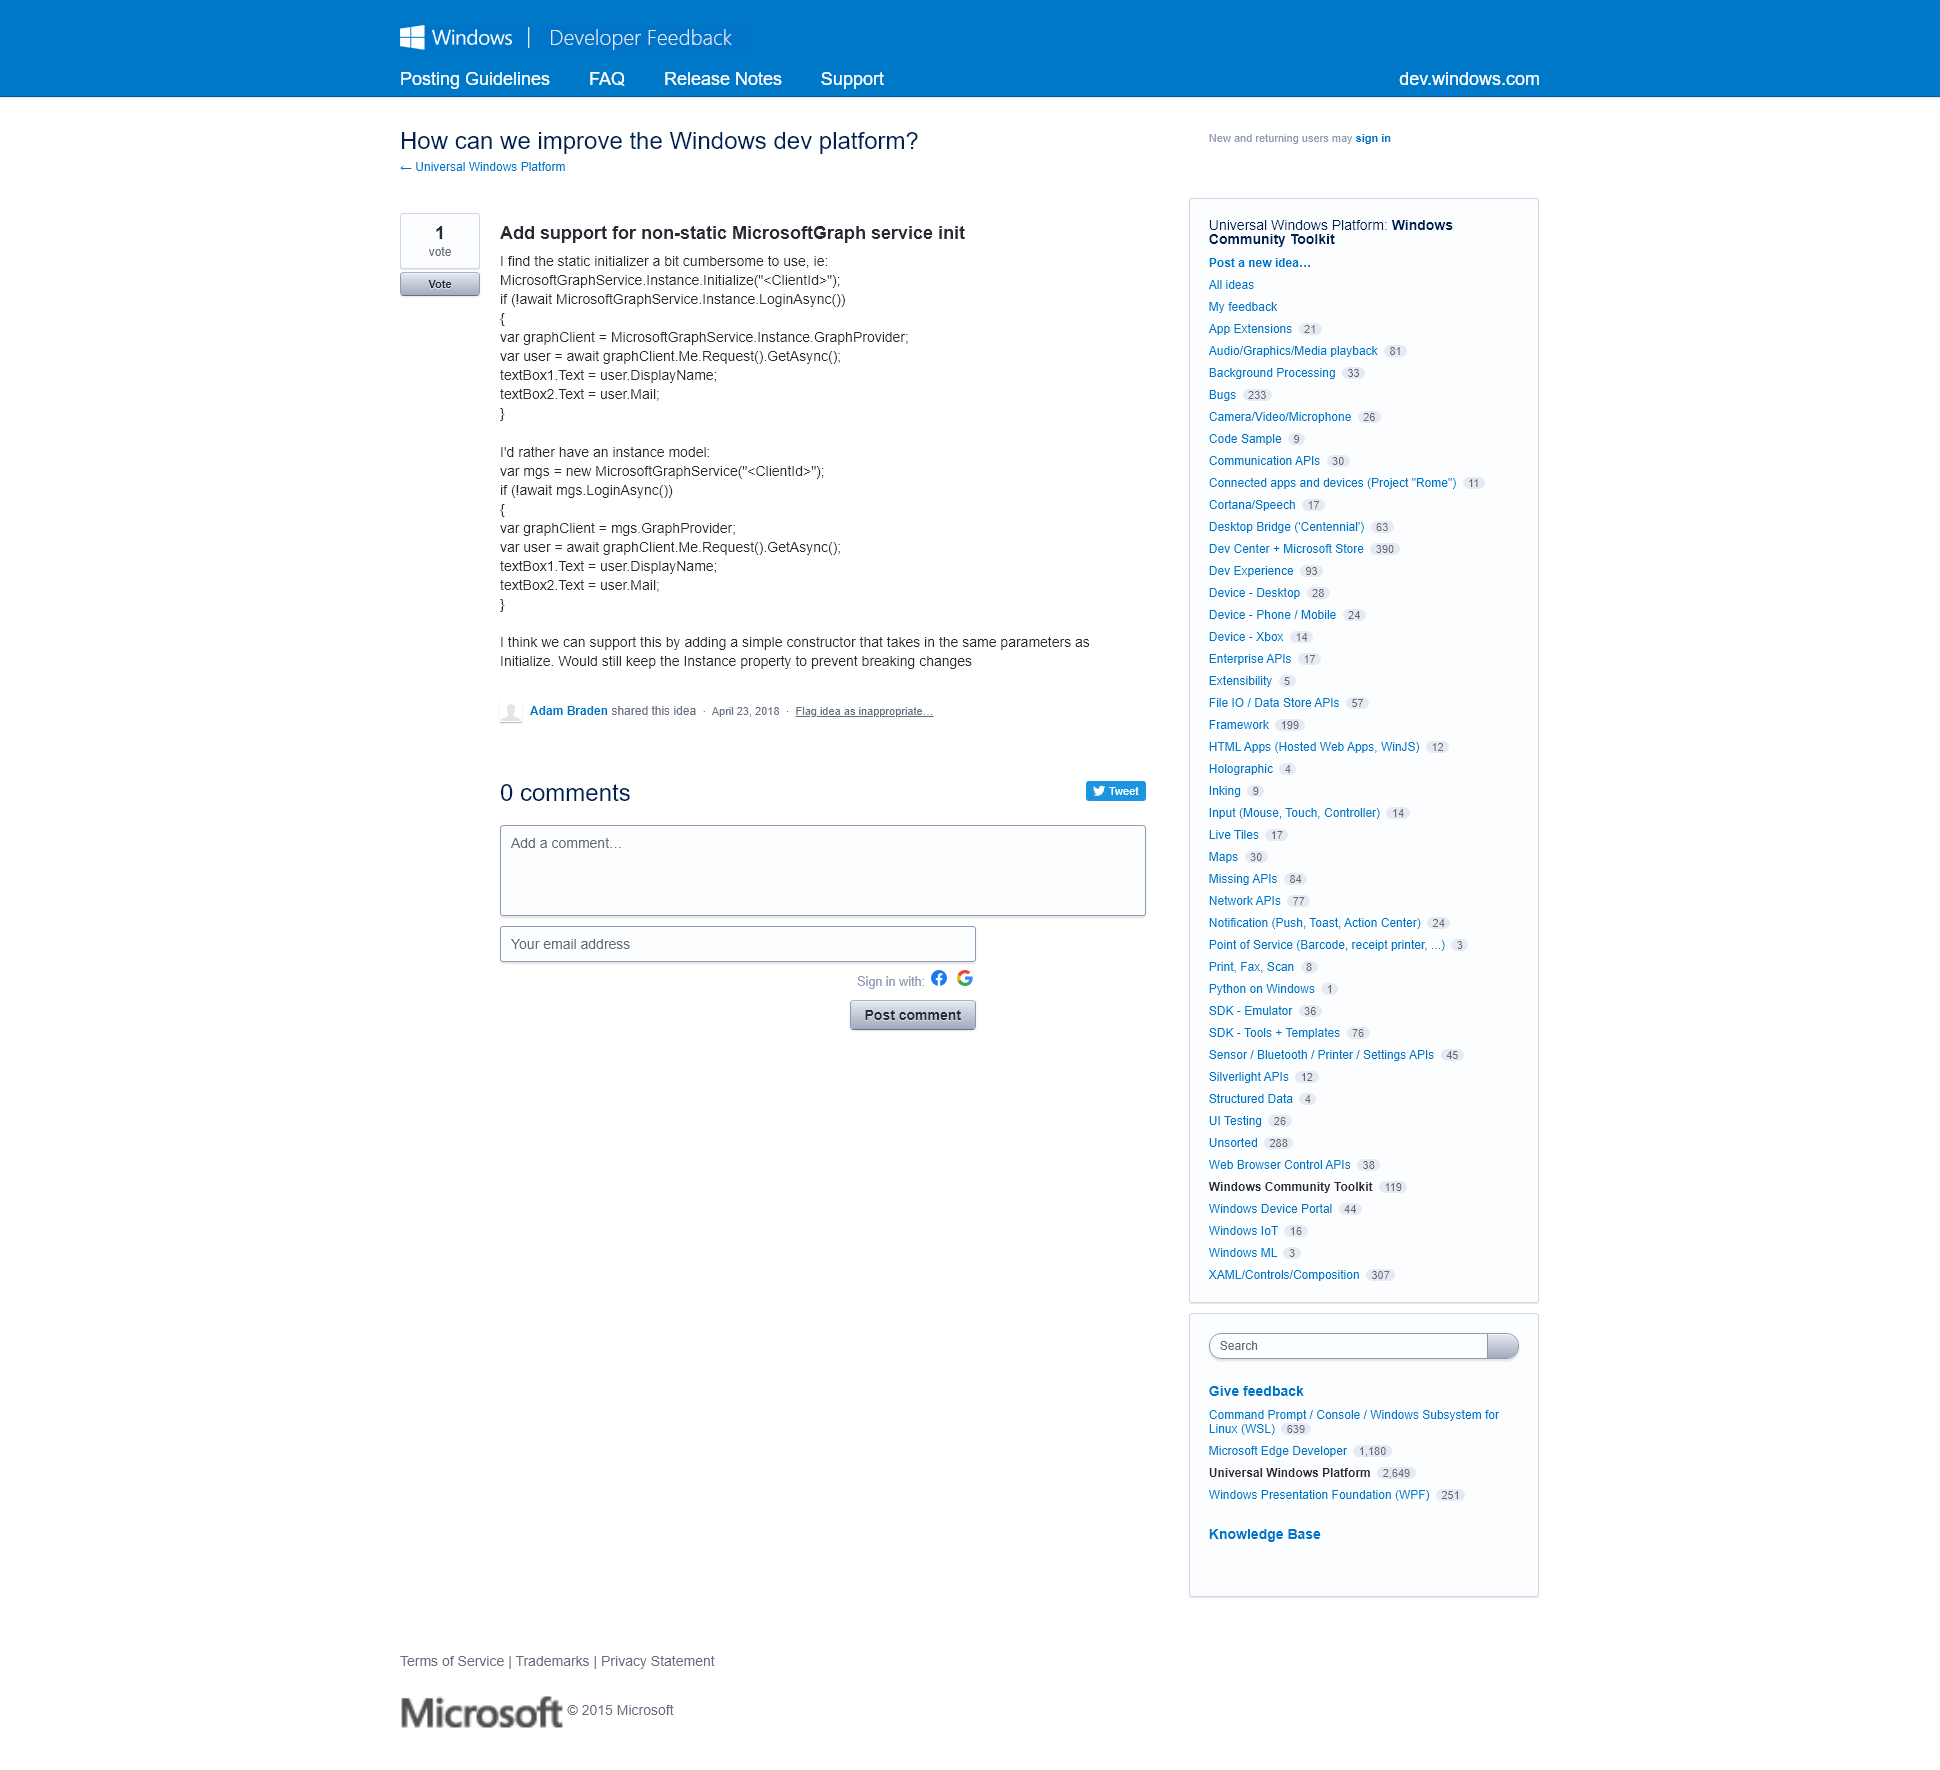 Windows | Developer Feedback
Posting Guidelines FAQ Release Notes Support dev.windows.com
How can we improve the Windows dev platform?
← Universal Windows Platform
New and returning users may sign in
1
vote
Vote
Add support for non-static MicrosoftGraph service init
I find the static initializer a bit cumbersome to use, ie:
MicrosoftGraphService.Instance.Initialize("<ClientId>");
if (!await MicrosoftGraphService.Instance.LoginAsync())
{
var graphClient = MicrosoftGraphService.Instance.GraphProvider;
var user = await graphClient.Me.Request().GetAsync();
textBox1.Text = user.DisplayName;
textBox2.Text = user.Mail;
}
I'd rather have an instance model:
var mgs = new MicrosoftGraphService("<ClientId>");
if (!await mgs.LoginAsync())
{
var graphClient = mgs.GraphProvider;
var user = await graphClient.Me.Request().GetAsync();
textBox1.Text = user.DisplayName;
textBox2.Text = user.Mail;
}
I think we can support this by adding a simple constructor that takes in the same parameters as
Initialize. Would still keep the Instance property to prevent breaking changes
Adam Braden shared this idea · April 23, 2018 · Flag idea as inappropriate…
0 comments
Tweet
Add a comment…
Your email address
Sign in with:
Post comment
Universal Windows Platform: Windows
Community Toolkit
Post a new idea…
All ideas
My feedback
App Extensions 21
Audio/Graphics/Media playback 81
Background Processing 33
Bugs 233
Camera/Video/Microphone 26
Code Sample 9
Communication APIs 30
Connected apps and devices (Project "Rome") 11
Cortana/Speech 17
Desktop Bridge ('Centennial') 63
Dev Center + Microsoft Store 390
Dev Experience 93
Device - Desktop 28
Device - Phone / Mobile 24
Device - Xbox 14
Enterprise APIs 17
Extensibility 5
File IO / Data Store APIs 57
Framework 199
HTML Apps (Hosted Web Apps, WinJS) 12
Holographic 4
Inking 9
Input (Mouse, Touch, Controller) 14
Live Tiles 17
Maps 30
Missing APIs 84
Network APIs 77
Notification (Push, Toast, Action Center) 24
Point of Service (Barcode, receipt printer, ...) 3
Print, Fax, Scan 8
Python on Windows 1
SDK - Emulator 36
SDK - Tools + Templates 76
Sensor / Bluetooth / Printer / Settings APIs 45
Silverlight APIs 12
Structured Data 4
UI Testing 26
Unsorted 288
Web Browser Control APIs 38
Windows Community Toolkit 119
Windows Device Portal 44
Windows IoT 16
Windows ML 3
XAML/Controls/Composition 307
Search
Give feedback
Command Prompt / Console / Windows Subsystem for
Linux (WSL) 639
Microsoft Edge Developer 1,180
Universal Windows Platform 2,649
Windows Presentation Foundation (WPF) 251
Knowledge Base
Terms of Service | Trademarks | Privacy Statement
Microsoft © 2015 Microsoft